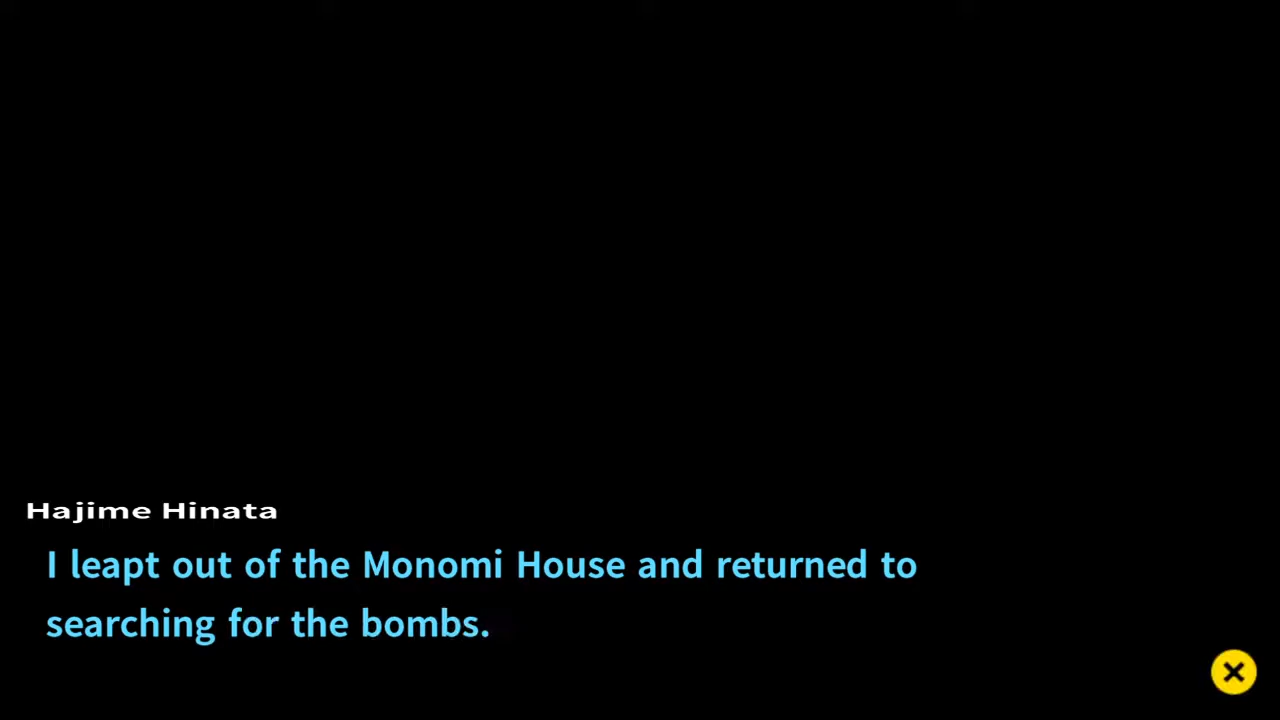 Hajime Hinata
I leapt out of the Monomi House and returned to
searching for the bombs.